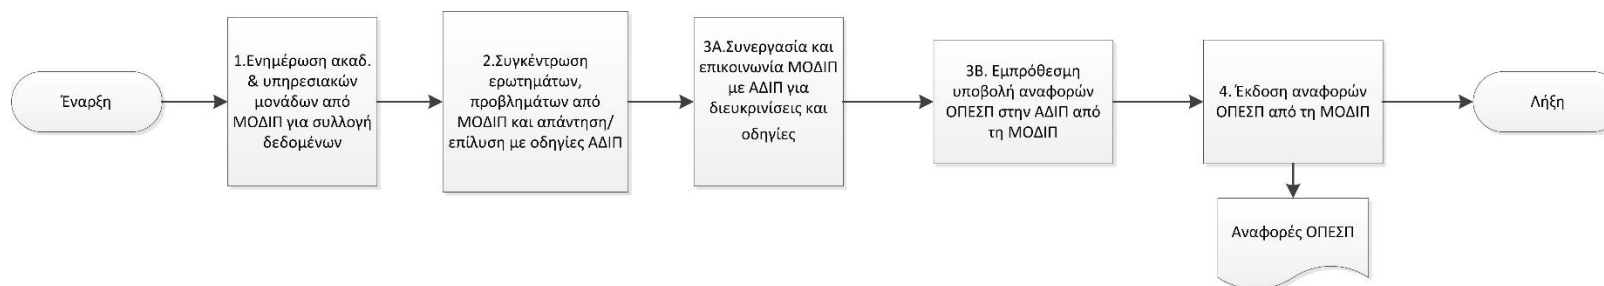 Έναρξη
1.Ενημέρωση ακαδ.
& υπηρεσιακών
μονάδων από
ΜΟΔΙΠ για συλλογή
δεδομένων
2.Συγκέντρωση
ερωτημάτων,
προβλημάτων από
ΜΟΔΙΠ και απάντηση/
επίλυση με οδηγίες ΑΔΙΠ
3Α.Συνεργασία και
επικοινωνία ΜΟΔΙΠ
με ΑΔΙΠ για
διευκρινίσεις και
οδηγίες
3Β. Εμπρόθεσμη
υποβολή αναφορών
ΟΠΕΣΠ στην ΑΔΙΠ από
τη ΜΟΔΙΠ
4. Έκδοση αναφορών
ΟΠΕΣΠ από τη ΜΟΔΙΠ
Λήξη
Αναφορές ΟΠΕΣΠ